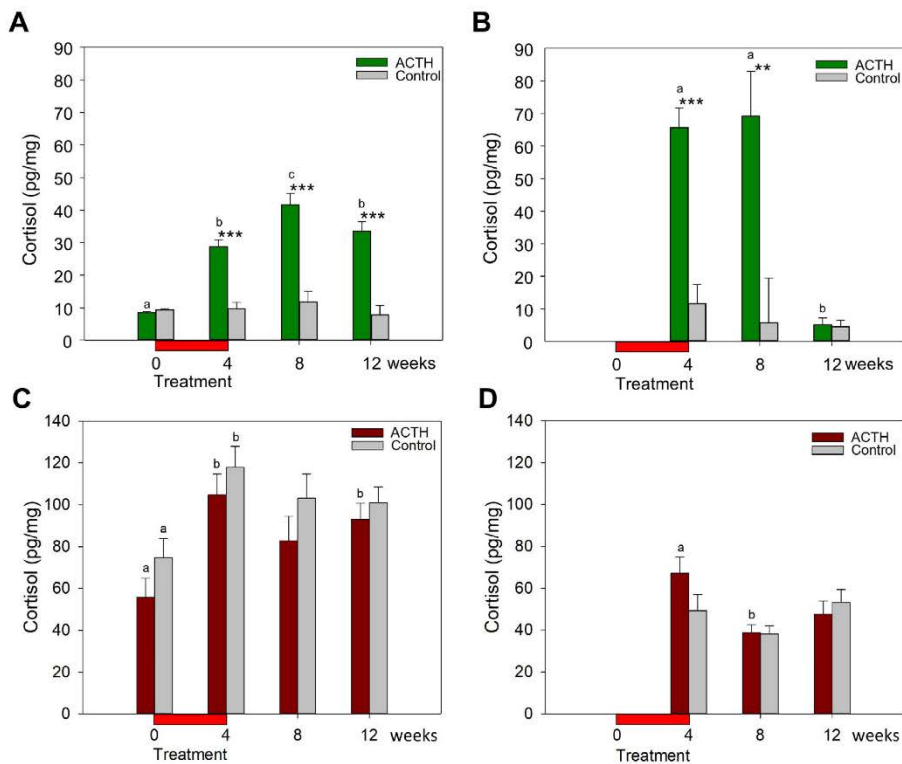 A
90
80
70
60
50
40
30
20
10
0
Cortisol (pg/mg)
ACTH
Control
a
b
***
c
***
b
***
0 4 8 12 weeks
Treatment
B
90
80
70
60
50
40
30
20
10
0
Cortisol (pg/mg)
ACTH
Control
a
***
a
**
b
0 4 8 12 weeks
Treatment
C
140
120
100
80
60
40
20
0
Cortisol (pg/mg)
ACTH
Control
a
a
b
b
b
0 4 8 12 weeks
Treatment
D
140
120
100
80
60
40
20
0
Cortisol (pg/mg)
ACTH
Control
a
b
0 4 8 12 weeks
Treatment